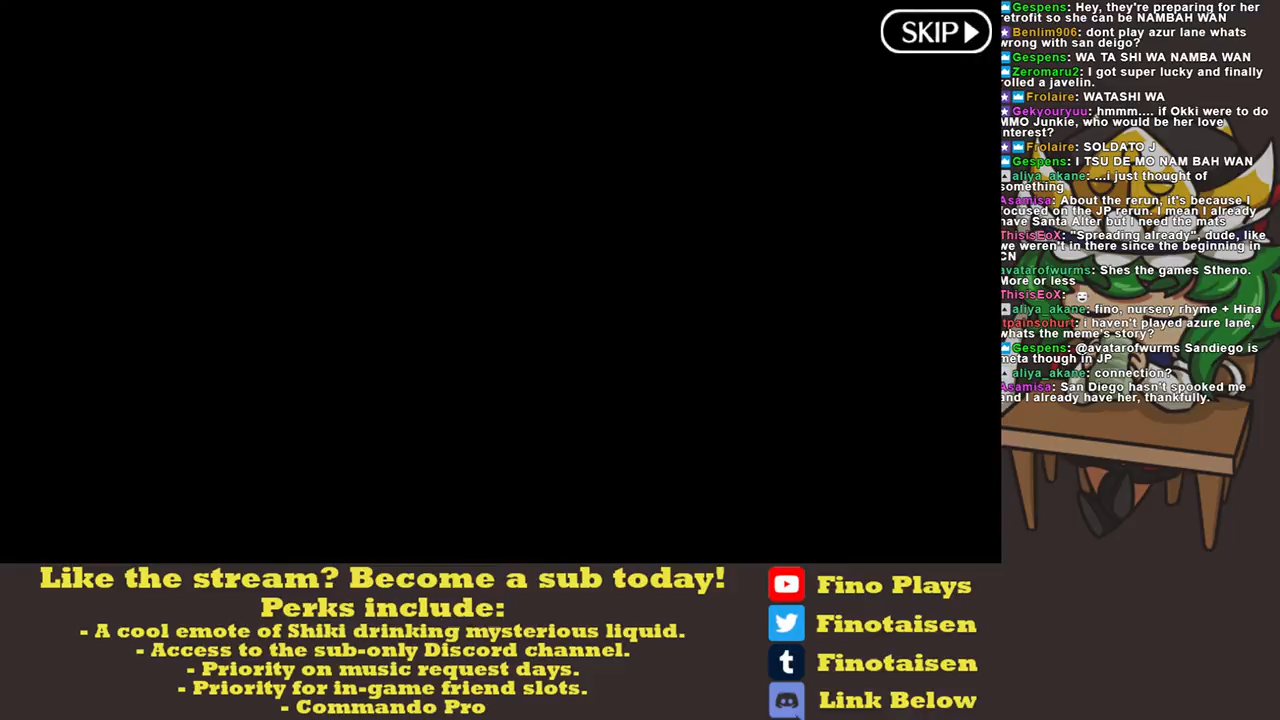 SKIP
Gespens: Hey, they're preparing for her
retrofit so she can be NAMBAH WAN
Benlim906: dont play azur lane whats
wrong with san deigo?
Gespens: WA TA SHI WA NAMBA WAN
Zeromaru2: I got super lucky and finally
rolled a javelin.
Frolaire: WATASHI WA
Gekyouryuu: hmmm.... if Okki were to do
MMO Junkie, who would be her love
interest?
Frolaire: SOLDATO J
Gespens: I TSU DE MO NAM BAH WAN
aliya_akane: ...i just thought of
something
Asamisa: About the rerun, it's because I
focused on the JP rerun. I mean I already
have Santa Alter but I need the mats
ThisisEoX: "Spreading already", dude, like
we weren't in there since the beginning in
CN
avatarofwurms: Shes the games Stheno.
More or less
ThisisEoX:
aliya_akane: fino, nursery rhyme + Hina
tpainsohurt: i haven't played azure lane,
whats the meme's story?
Gespens: @avatarofwurms Sandiego is
meta though in JP
aliya_akane: connection?
Asamisa: San Diego hasn't spooked me
and I already have her, thankfully.
Like the stream? Become a sub today!
Perks include:
- A cool emote of Shiki drinking mysterious liquid.
- Access to the sub-only Discord channel.
- Priority on music request days.
- Priority for in-game friend slots.
- Commando Pro
Fino Plays
Finotaisen
t Finotaisen
Link Below